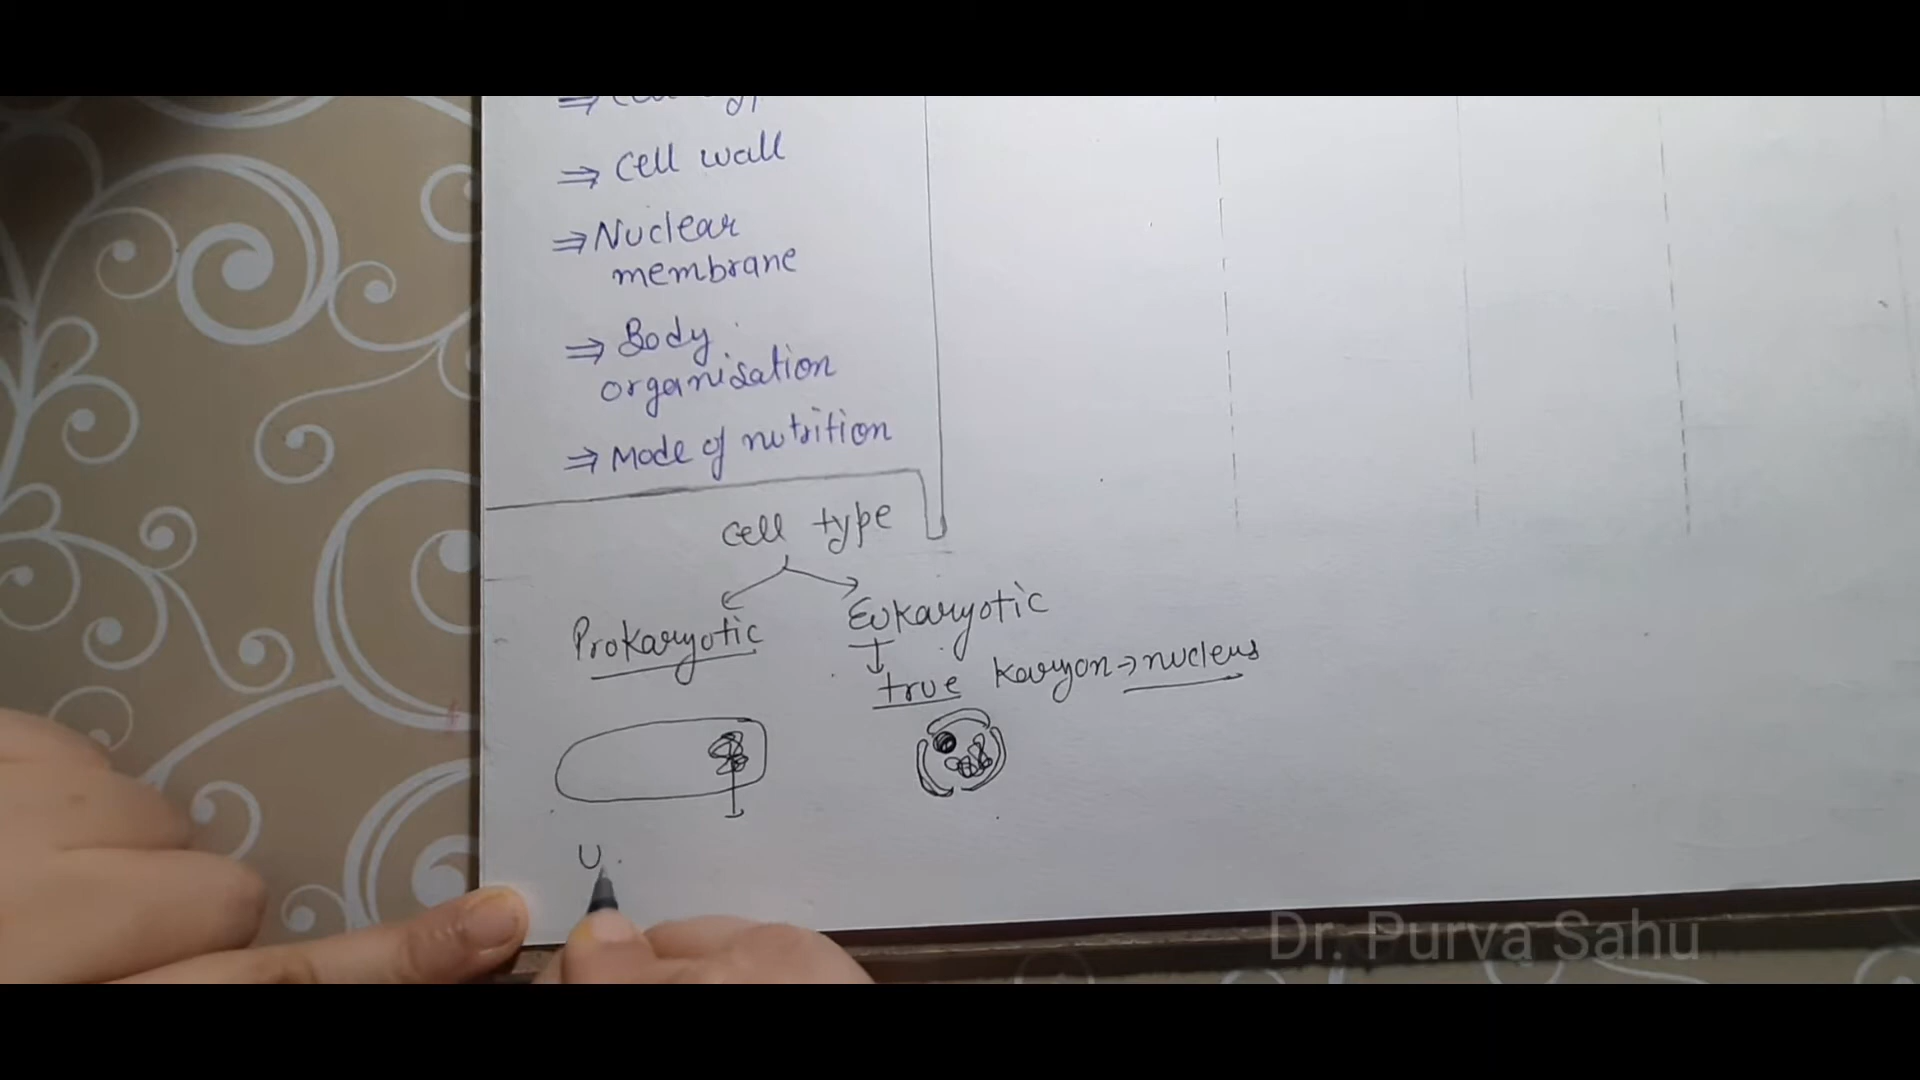 ⇒ Cell wall
⇒ Nuclear
membrane
⇒ Body
organisation
⇒ Mode of nutrition
Cell type
Prokaryotic
Eukaryotic
true karyon → nucleus
U
Dr. Purva Sahu